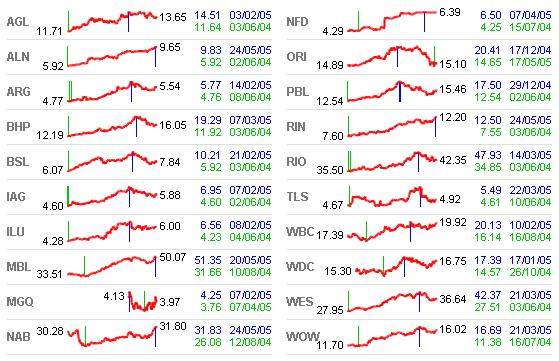 AGL 11.71 13.65 14.51 03/02/05
11.64 03/06/04
ALN 5.92 9.65 9.83 24/05/05
5.92 02/06/04
ARG 4.77 5.54 5.77 14/02/05
4.76 08/06/04
BHP 12.19 16.05 19.29 07/03/05
11.92 03/06/04
BSL 6.07 7.84 10.21 21/02/05
5.92 03/06/04
IAG 4.60 5.88 6.95 07/02/05
4.60 02/06/04
ILU 4.28 6.00 6.56 08/02/05
4.23 04/06/04
MBL 33.51 50.07 51.35 20/05/05
31.66 10/08/04
MGQ 4.13 3.97 4.25 07/02/05
3.76 07/04/05
NAB 30.28 31.80 31.83 24/05/05
26.08 12/08/04
NFD 4.29 6.39 6.50 07/04/05
4.25 15/07/04
ORI 14.89 15.10 20.41 17/12/04
14.65 17/05/05
PBL 12.54 15.46 17.50 29/12/04
12.54 02/06/04
RIN 7.60 12.20 12.50 24/05/05
7.55 03/06/04
RIO 35.50 42.35 47.93 14/03/05
34.85 03/06/04
TLS 4.67 4.92 5.49 22/03/05
4.61 10/06/04
WBC 17.39 19.92 20.13 10/02/05
16.14 16/08/04
WDC 15.30 16.75 17.39 17/01/05
14.57 26/10/04
WES 27.95 36.64 42.37 21/03/05
27.51 03/06/04
WOW 11.70 16.02 16.69 21/03/05
11.38 16/07/04